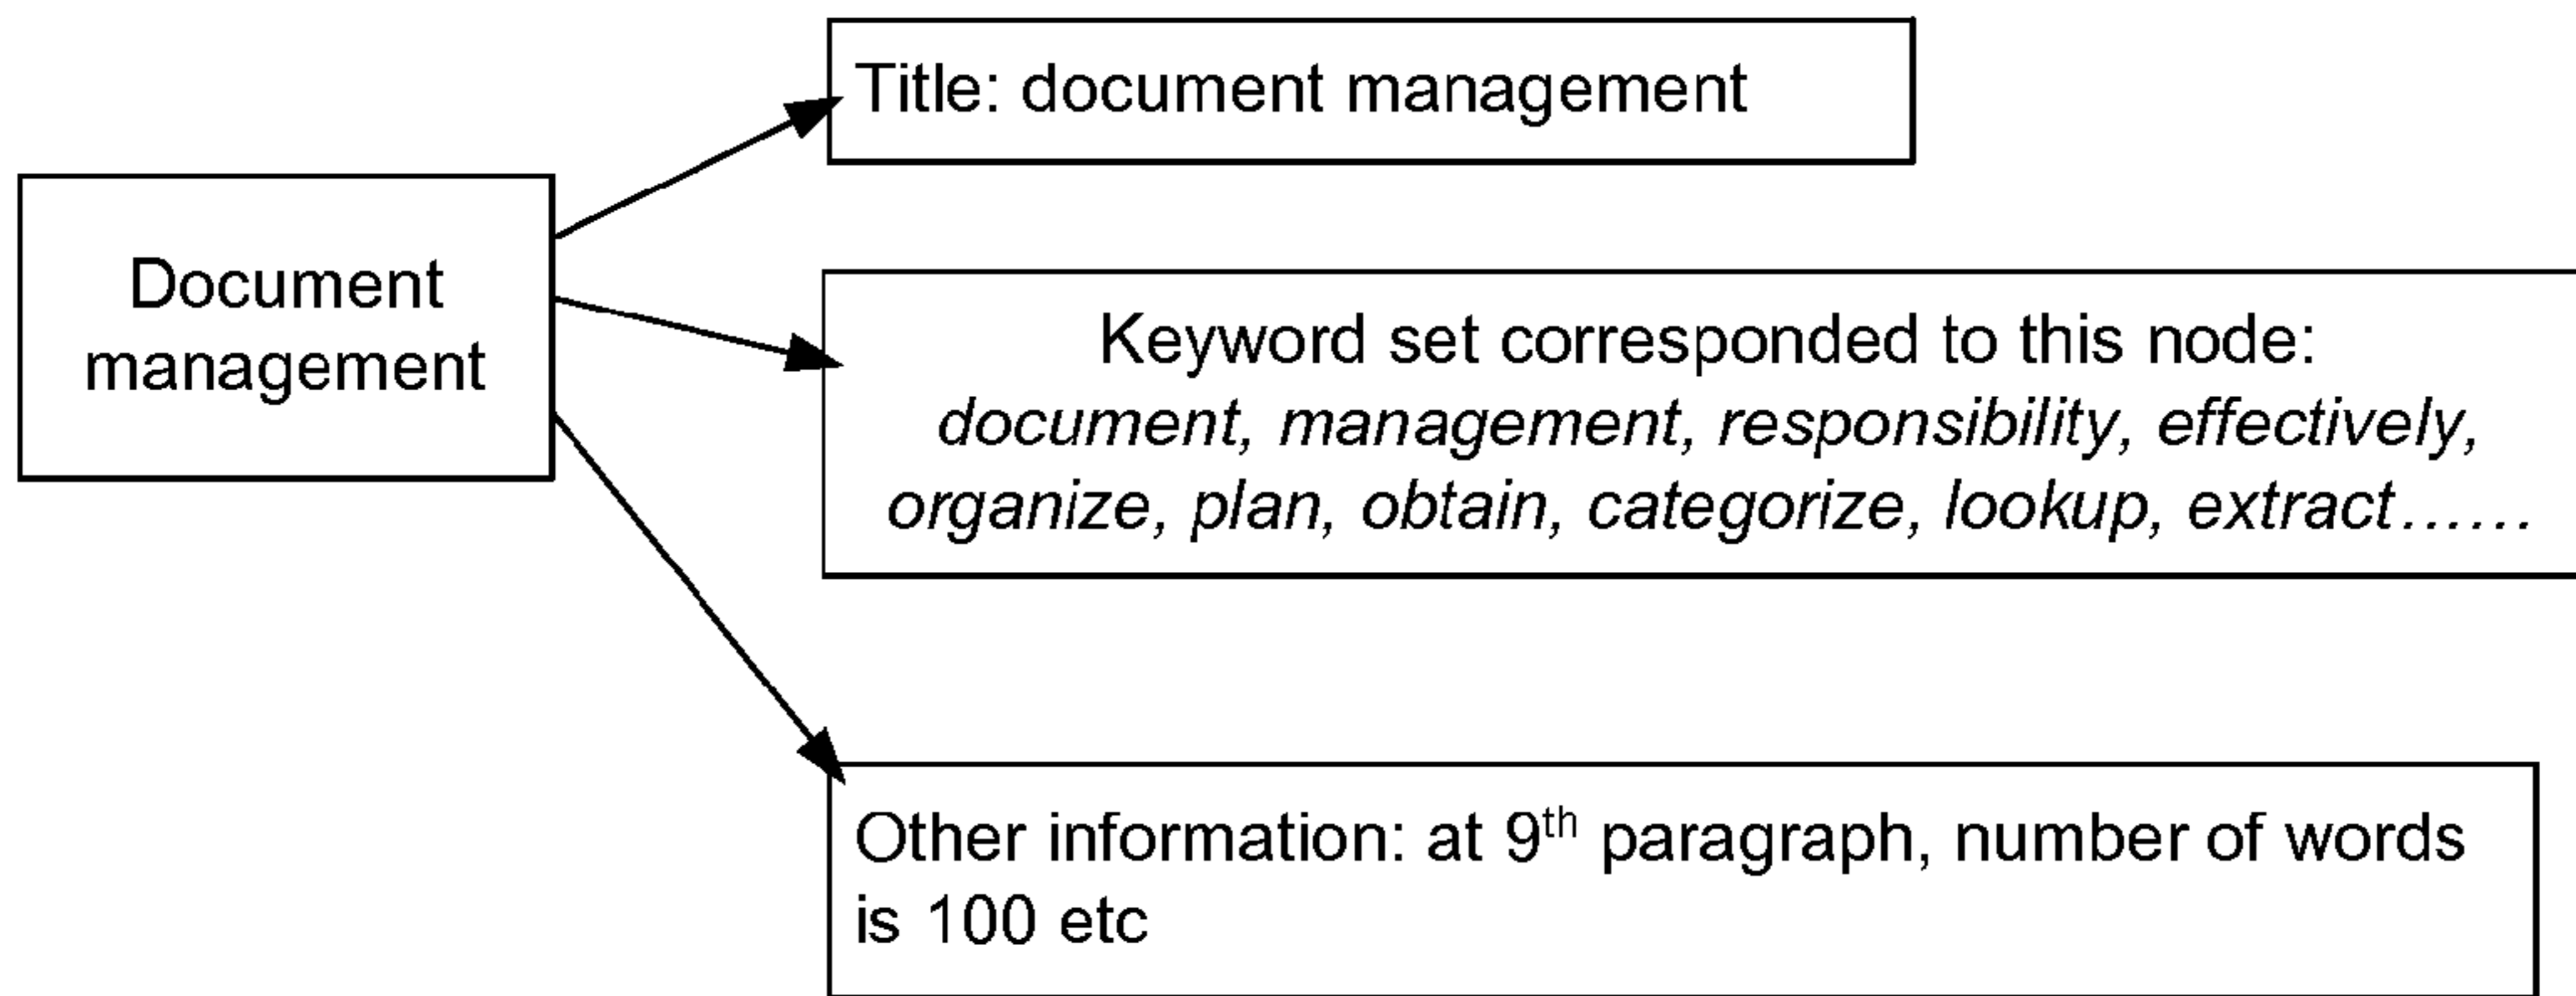 Document
management
Title: document management
Keyword set corresponded to this node:
document, management, responsibility, effectively,
organize, plan, obtain, categorize, lookup, extract......
Other information: at 9th paragraph, number of words
is 100 etc